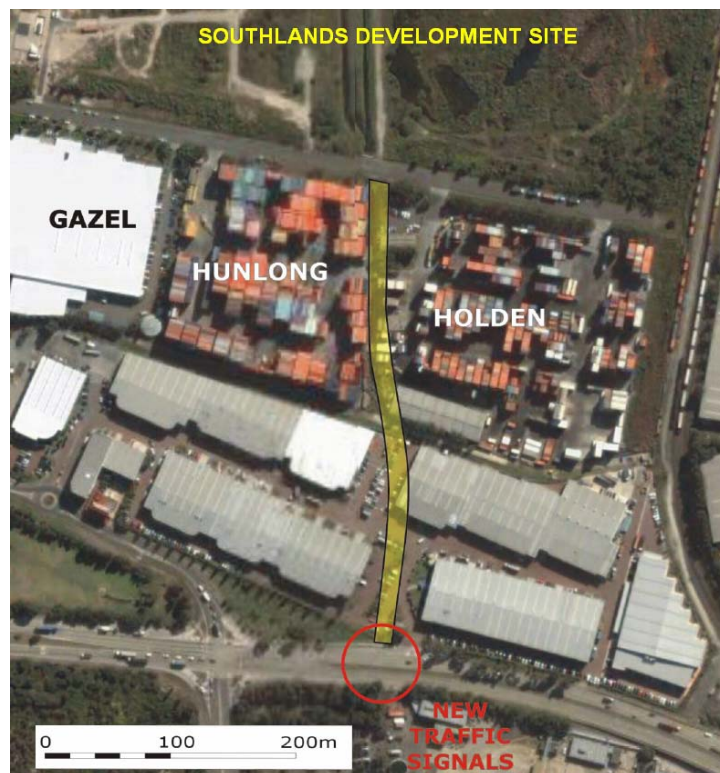 SOUTHLANDS DEVELOPMENT SITE
GAZEL
HUNLONG
HOLDEN
NEW
TRAFFIC
SIGNALS
0 100 200m